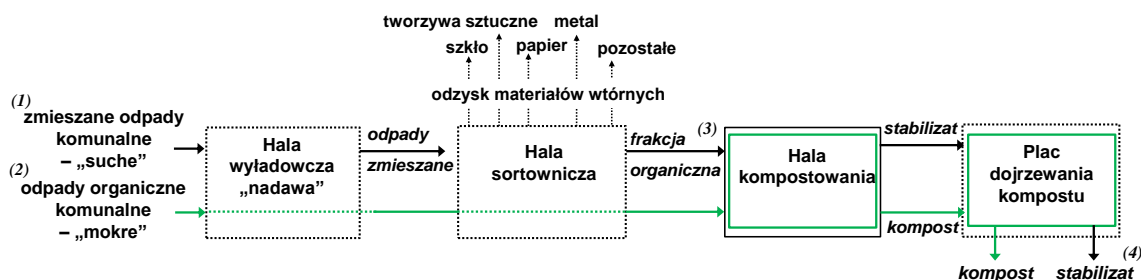 tworzywa sztuczne metal
szkło papier pozostałe
odzysk materiałów wtórnych
(1)
zmieszane odpady
komunalne
– „suche”
(2)
odpady organiczne
komunalne
– „mokre”
Hala
wyładowcza
„nadawa”
odpady
zmieszane
Hala
sortownicza
frakcja
organiczna
(3)
Hala
kompostowania
stabilizat
kompost
Plac
dojrzewania
kompostu
(4)
kompost stabilizat